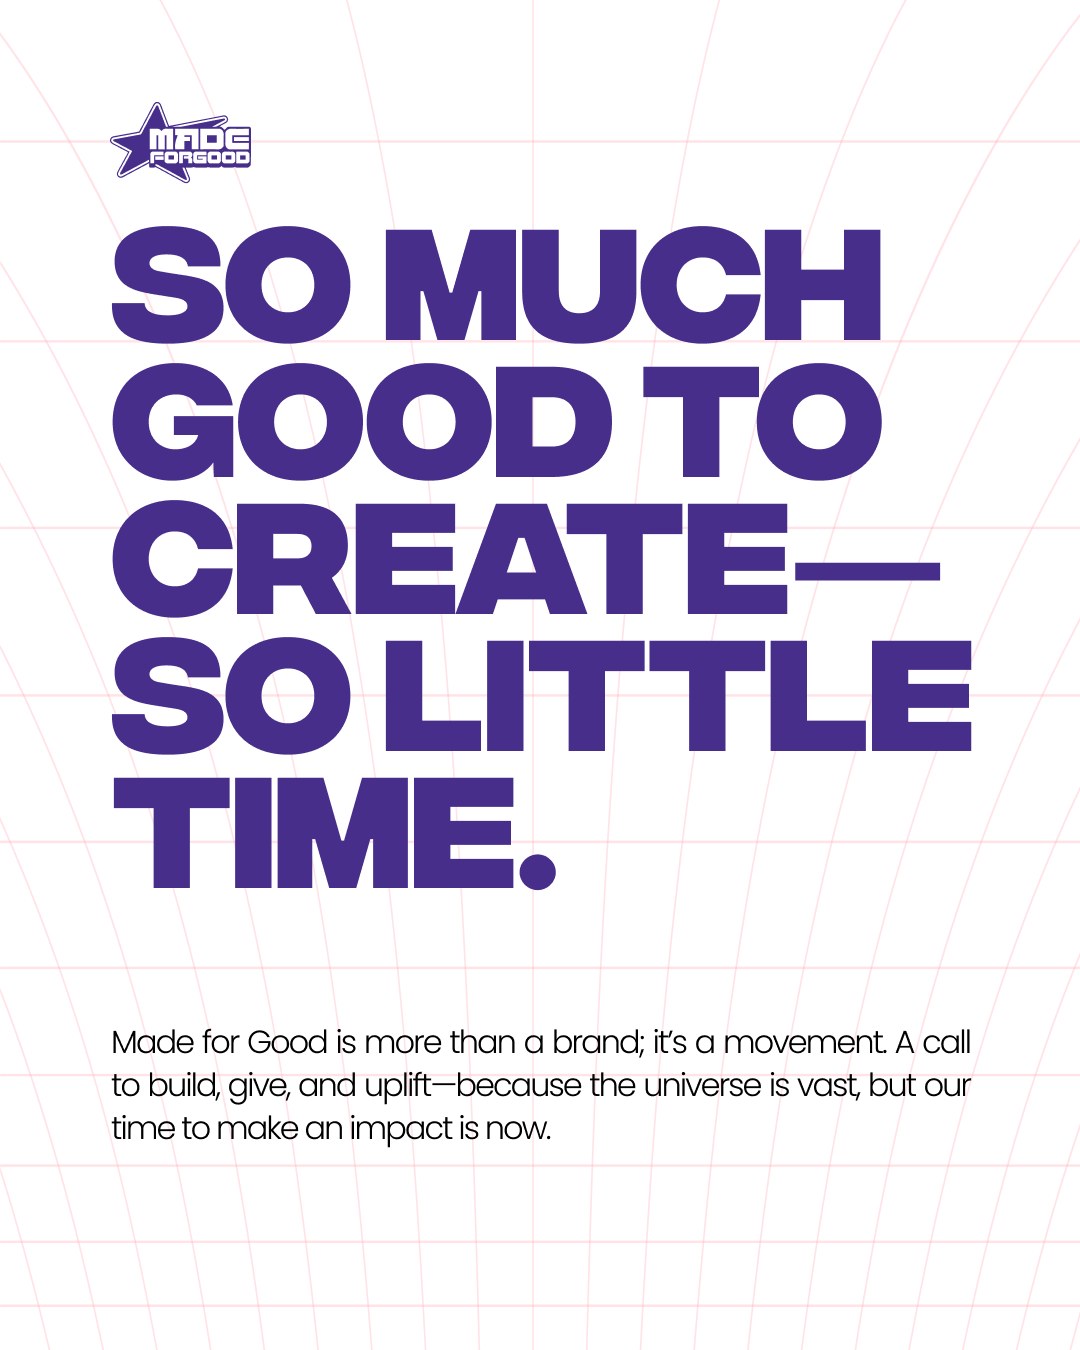 MADE
FORGOOD
SO MUCH
GOOD TO
CREATE—
SO LITTLE
TIME.
Made for Good is more than a brand; it’s a movement. A call
to build, give, and uplift—because the universe is vast, but our
time to make an impact is now.